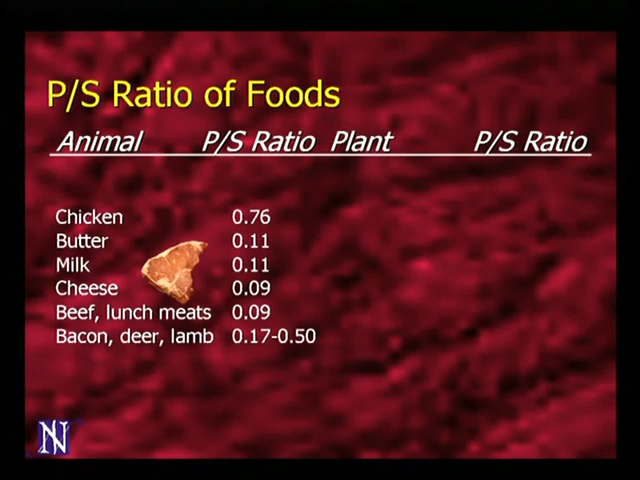 P/S Ratio of Foods
Animal P/S Ratio Plant P/S Ratio
Chicken 0.76
Butter 0.11
Milk 0.11
Cheese 0.09
Beef, lunch meats 0.09
Bacon, deer, lamb 0.17-0.50
N